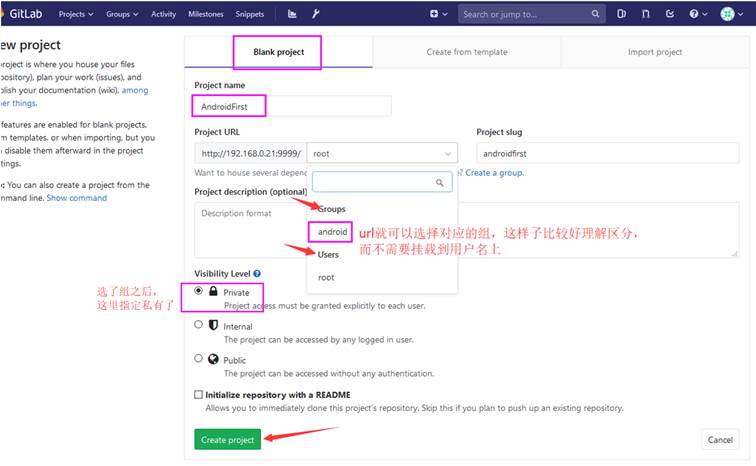 GitLab Projects Groups Activity Milestones Snippets Search or jump to...
ew project
Blank project Create from template Import project
roject is where you house your files
pository), plan your work (issues), and
blish your documentation (wiki), among
er things.
features are enabled for blank projects,
m templates, or when importing, but you
disable them afterward in the project
tings.
You can also create a project from the
mmand line. Show command
Project name
AndroidFirst
Project URL Project slug
http://192.168.0.21:9999/ root androidfirst
Want to house several depend e? Create a group.
Project description (optional)
Description format
Groups
android
Users
root
url就可以选择对应的组，这样子比较好理解区分，
而不需要挂载到用户名上
Visibility Level
选了组之后，
这里指定私有了
Private
Project access must be granted explicitly to each user.
Internal
The project can be accessed by any logged in user.
Public
The project can be accessed without any authentication.
Initialize repository with a README
Allows you to immediately clone this project's repository. Skip this if you plan to push up an existing repository.
Create project Cancel